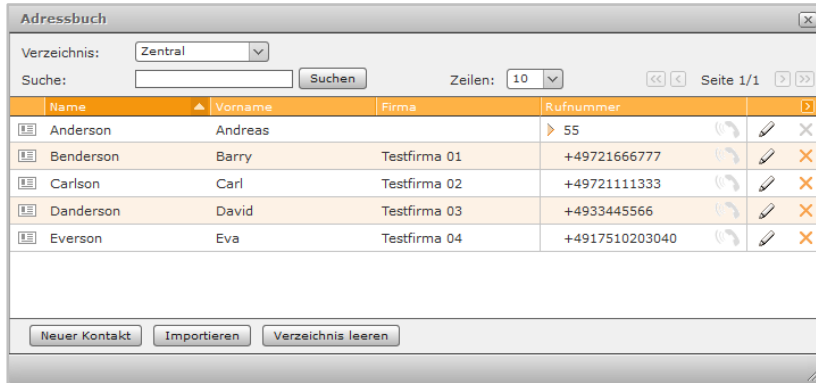 Adressbuch
Verzeichnis: Zentral
Suche: Suchen Zeilen: 10 Seite 1/1
Name Vorname Firma Rufnummer
Anderson Andreas 55
Benderson Barry Testfirma 01 +49721666777
Carlson Carl Testfirma 02 +49721111333
Danderson David Testfirma 03 +4933445566
Everson Eva Testfirma 04 +4917510203040
Neuer Kontakt Importieren Verzeichnis leeren